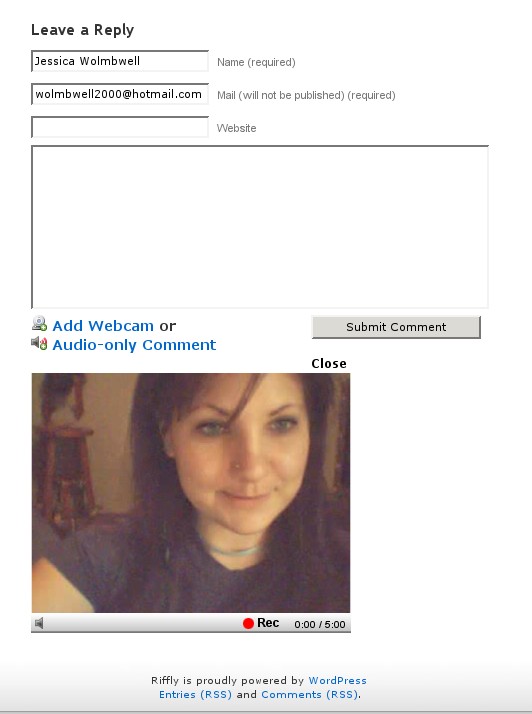 Leave a Reply
Jessica Wolmbwell Name (required)
wolmbwell2000@hotmail.com Mail (will not be published) (required)
Website
Add Webcam or
Audio-only Comment
Submit Comment
Close
Rec 0:00 / 5:00
Riffly is proudly powered by WordPress
Entries (RSS) and Comments (RSS).